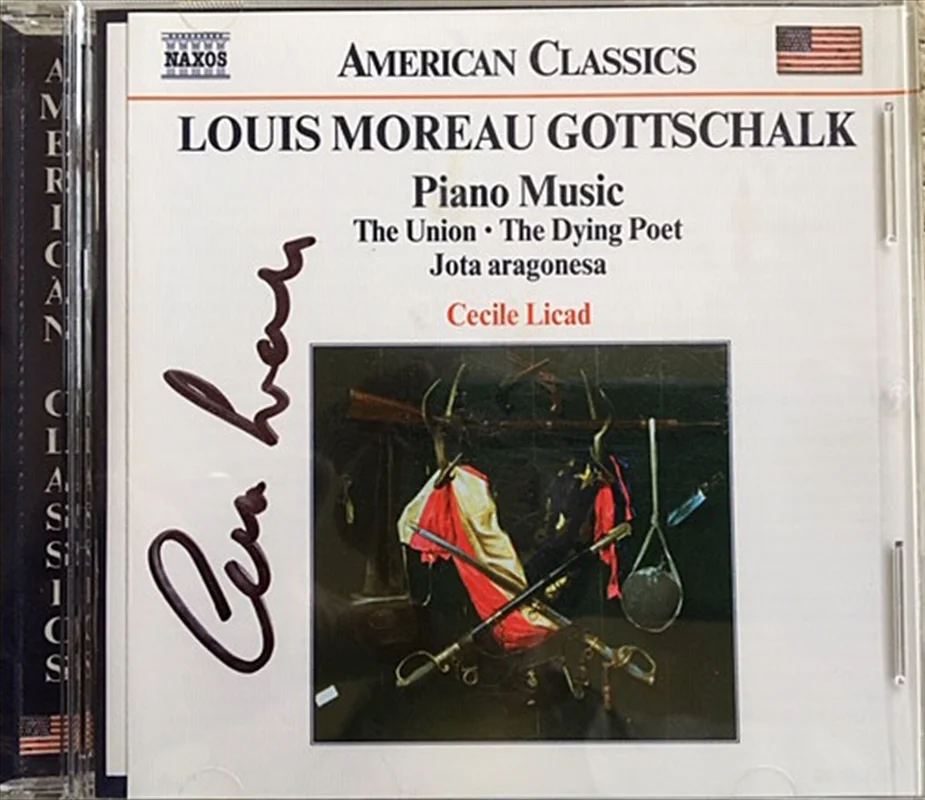 AMERICAN CLASSICS
NAXOS
AMERICAN CLASSICS
LOUIS MOREAU GOTTSCHALK
Piano Music
The Union • The Dying Poet
Jota aragonesa
Cecile Licad